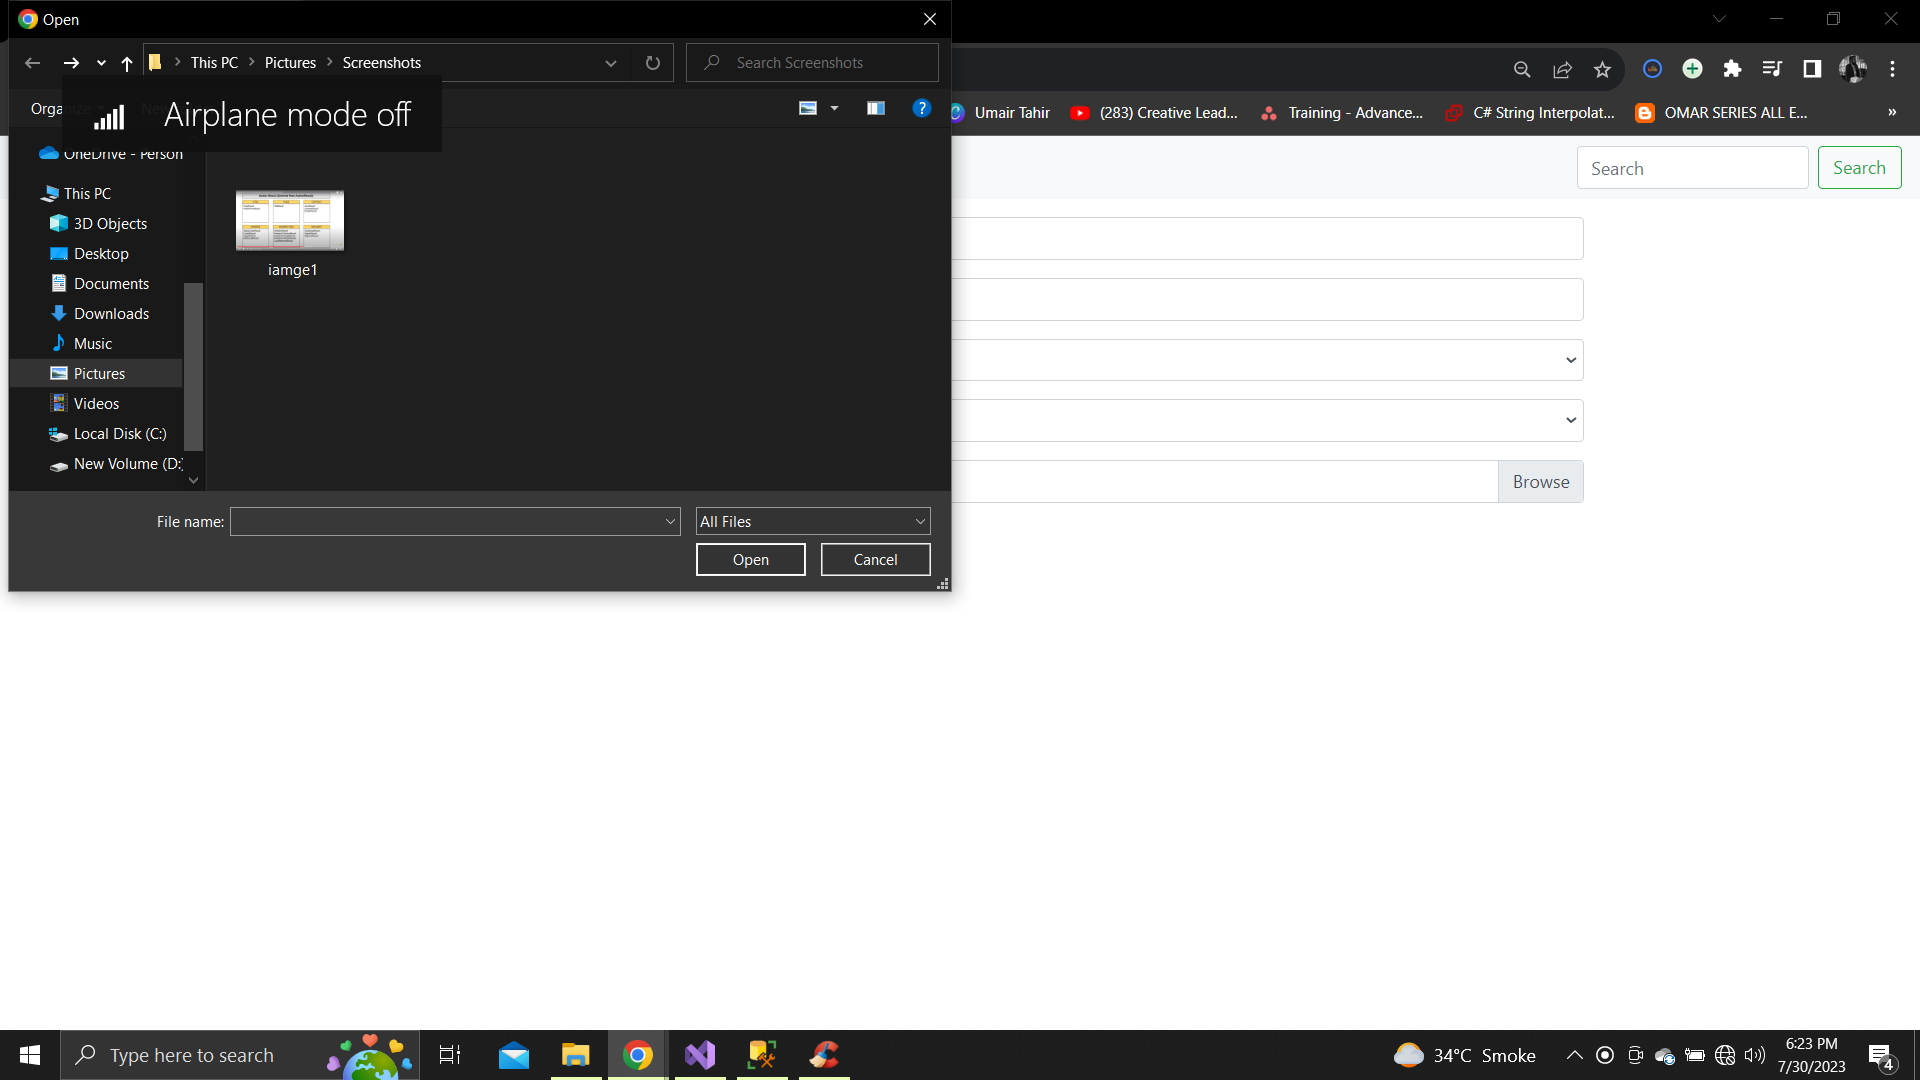 Open
This PC
Pictures
Screenshots
Search Screenshots
Organize
Airplane mode off
Umair Tahir
(283) Creative Lead...
Training - Advance...
C# String Interpolat...
OMAR SERIES ALL E...
»
OneDrive - Person
This PC
3D Objects
Desktop
Documents
Downloads
Music
Pictures
Videos
Local Disk (C:)
New Volume (D:)
iamge1
Search
Search
Browse
File name:
All Files
Open
Cancel
Type here to search
34°C Smoke
6:23 PM
7/30/2023
4